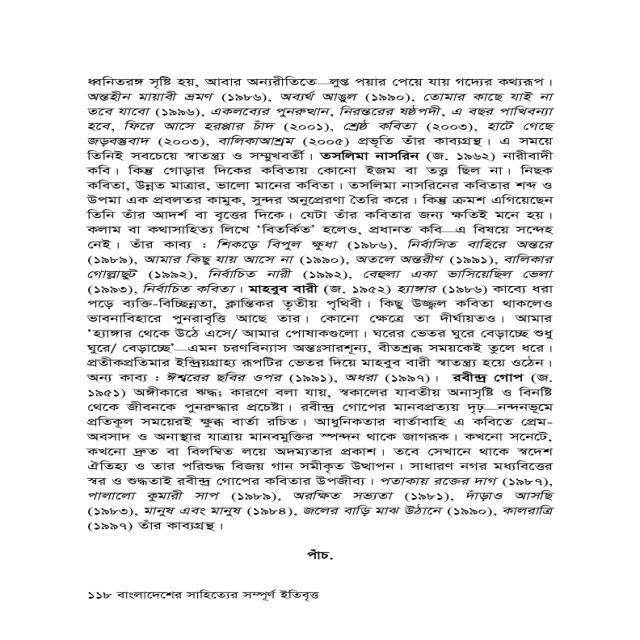 ধ্বনিতরঙ্গ সৃষ্টি হয়, আবার অন্যরীতিতে—লুপ্ত পয়ার পেয়ে যায় গদ্যের কথ্যরূপ।
অন্তহীন মায়াবী ভ্রমণ (১৯৮৬), অব্যর্থ আঙুল (১৯৯০), তোমার কাছে যাই না
তবে যাবো (১৯৯৬), একলব্যের পুনরুত্থান, নিরন্তরের ষষ্ঠপদী, এ বছর পাখিবন্যা
হবে, ফিরে আসে হরপ্পার চাঁদ (২০০১), শ্রেষ্ঠ কবিতা (২০০৩), হাটে গেছে
জড়বস্তুবাদ (২০০৩), বালিকাআশ্রম (২০০৫) প্রভৃতি তাঁর কাব্যগ্রন্থ। এ সময়ে
তিনিই সবচেয়ে স্বাতন্ত্র্য ও সম্মুখবর্তী। তসলিমা নাসরিন (জ. ১৯৬২) নারীবাদী
কবি। কিন্তু গোড়ার দিকের কবিতায় কোনো ইজম বা তত্ত্ব ছিল না। নিছক
কবিতা, উন্নত মাত্রার, ভালো মানের কবিতা। তসলিমা নাসরিনের কবিতার শব্দ ও
উপমা এক প্রবলতর কামুক, সুন্দর অনুপ্রেরণা তৈরি করে। কিন্তু ক্রমশ এগিয়েছেন
তিনি তাঁর আদর্শ বা বৃত্তের দিকে। যেটা তাঁর কবিতার জন্য ক্ষতিই মনে হয়।
কলাম বা কথাসাহিত্য লিখে ‘বিতর্কিত’ হলেও, প্রধানত কবি—এ বিষয়ে সন্দেহ
নেই। তাঁর কাব্য : শিকড়ে বিপুল ক্ষুধা (১৯৮৬), নির্বাসিত বাহিরে অন্তরে
(১৯৮৯), আমার কিছু যায় আসে না (১৯৯০), অতলে অন্তরীণ (১৯৯১), বালিকার
গোল্লাছুট (১৯৯২), নির্বাচিত নারী (১৯৯২), বেহুলা একা ভাসিয়েছিল ভেলা
(১৯৯৩), নির্বাচিত কবিতা। মাহবুব বারী (জ. ১৯৫২) হ্যাঙ্গার (১৯৮৬) কাব্যে ধরা
পড়ে ব্যক্তি-বিচ্ছিন্নতা, ক্লান্তিকর তৃতীয় পৃথিবী। কিছু উজ্জ্বল কবিতা থাকলেও
ভাবনাবিহারে পুনরাবৃত্তি আছে তার। কোনো ক্ষেত্রে তা দীর্ঘায়তও। আমার
‘হ্যাঙ্গার থেকে উঠে এসে/ আমার পোষাকগুলো। ঘরের ভেতর ঘুরে বেড়াচ্ছে শুধু
ঘুরে/ বেড়াচ্ছে’—এমন চরণবিন্যাস অন্তঃসারশূন্য, বীতশ্রদ্ধ সময়কেই তুলে ধরে।
প্রতীকপ্রতিমার ইন্দ্রিয়গ্রাহ্য রূপটির ভেতর দিয়ে মাহবুব বারী স্বাতন্ত্র্য হয়ে ওঠেন।
অন্য কাব্য : ঈশ্বরের ছবির ওপর (১৯৯১), অধরা (১৯৯৭)। রবীন্দ্র গোপ (জ.
১৯৫১) অঙ্গীকারে ঋদ্ধ; কারণে বলা যায়, স্বকালের যাবতীয় অনাসৃষ্টি ও বিনষ্টি
থেকে জীবনকে পুনরুদ্ধার প্রচেষ্টা। রবীন্দ্র গোপের মানবপ্রত্যয় দৃঢ়—নন্দনভূমে
প্রতিকূল সময়েরই ক্ষুব্ধ বার্তা রচিত। আধুনিকতার বার্তাবাহি এ কবিতে প্রেম-
অবসাদ ও অনাস্থার যাত্রায় মানবমুক্তির স্পন্দন থাকে জাগরূক। কখনো সনেটে,
কখনো দ্রুত বা বিলম্বিত লয়ে অদম্যতার প্রকাশ। তবে সেখানে থাকে স্বদেশ
ঐতিহ্য ও তার পরিশুদ্ধ বিজয় গান সমীকৃত উত্থাপন। সাধারণ নগর মধ্যবিত্তের
স্বর ও শুদ্ধতাই রবীন্দ্র গোপের কবিতার উপজীব্য। পতাকায় রক্তের দাগ (১৯৮৭),
পালালো কুমারী সাপ (১৯৮৯), অরক্ষিত সভ্যতা (১৯৮১), দাঁড়াও আসছি
(১৯৮৩), মানুষ এবং মানুষ (১৯৮৪), জলের বাড়ি মাঝ উঠানে (১৯৯০), কালরাত্রি
(১৯৯৭) তাঁর কাব্যগ্রন্থ।
পাঁচ.
১১৮ বাংলাদেশের সাহিত্যের সম্পূর্ণ ইতিবৃত্ত